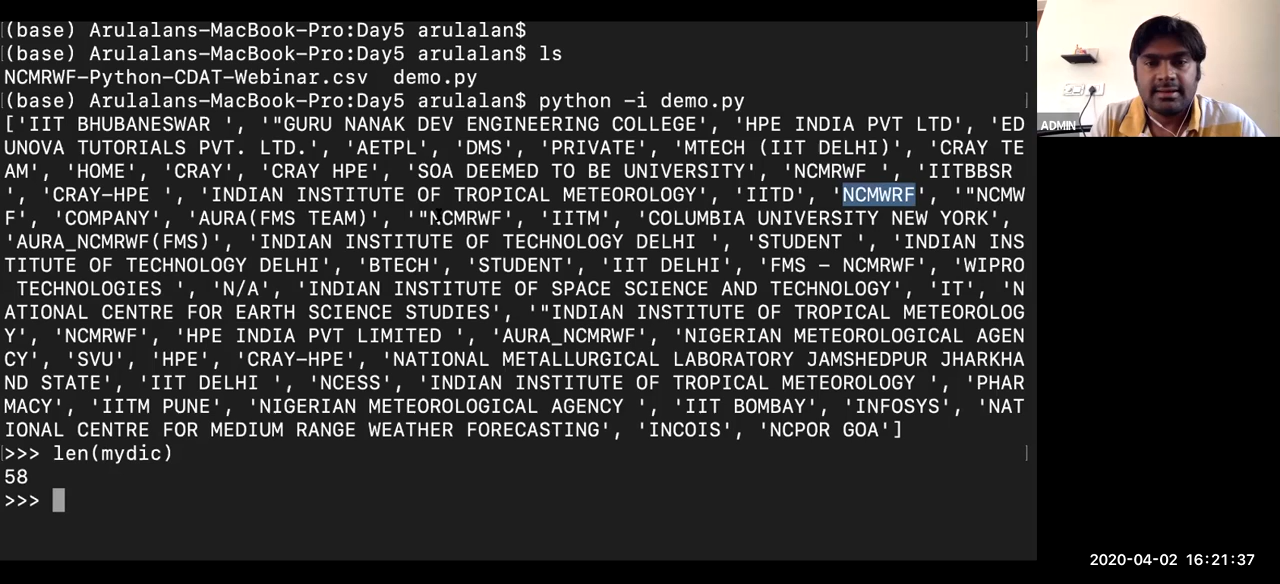 (base) Arulalans-MacBook-Pro:Day5 arulalan$
(base) Arulalans-MacBook-Pro:Day5 arulalan$ ls
NCMRWF-Python-CDAT-Webinar.csv  demo.py
(base) Arulalans-MacBook-Pro:Day5 arulalan$ python -i demo.py
['IIT BHUBANESWAR ', '"GURU NANAK DEV ENGINEERING COLLEGE', 'HPE INDIA PVT LTD', 'ED
UNOVA TUTORIALS PVT. LTD.', 'AETPL', 'DMS', 'PRIVATE', 'MTECH (IIT DELHI)', 'CRAY TE
AM', 'HOME', 'CRAY', 'CRAY HPE', 'SOA DEEMED TO BE UNIVERSITY', 'NCMRWF ', 'IITBBSR
', 'CRAY-HPE ', 'INDIAN INSTITUTE OF TROPICAL METEOROLOGY', 'IITD', 'NCMWRF', '"NCMW
F', 'COMPANY', 'AURA(FMS TEAM)', '"NCMRWF', 'IITM', 'COLUMBIA UNIVERSITY NEW YORK',
'AURA_NCMRWF(FMS)', 'INDIAN INSTITUTE OF TECHNOLOGY DELHI ', 'STUDENT ', 'INDIAN INS
TITUTE OF TECHNOLOGY DELHI', 'BTECH', 'STUDENT', 'IIT DELHI', 'FMS – NCMRWF', 'WIPRO
 TECHNOLOGIES ', 'N/A', 'INDIAN INSTITUTE OF SPACE SCIENCE AND TECHNOLOGY', 'IT', 'N
ATIONAL CENTRE FOR EARTH SCIENCE STUDIES', '"INDIAN INSTITUTE OF TROPICAL METEOROLOG
Y', 'NCMRWF', 'HPE INDIA PVT LIMITED ', 'AURA_NCMRWF', 'NIGERIAN METEOROLOGICAL AGEN
CY', 'SVU', 'HPE', 'CRAY-HPE', 'NATIONAL METALLURGICAL LABORATORY JAMSHEDPUR JHARKHA
ND STATE', 'IIT DELHI ', 'NCESS', 'INDIAN INSTITUTE OF TROPICAL METEOROLOGY ', 'PHAR
MACY', 'IITM PUNE', 'NIGERIAN METEOROLOGICAL AGENCY ', 'IIT BOMBAY', 'INFOSYS', 'NAT
IONAL CENTRE FOR MEDIUM RANGE WEATHER FORECASTING', 'INCOIS', 'NCPOR GOA']
>>> len(mydic)
58
>>>
ADMIN
2020-04-02 16:21:37